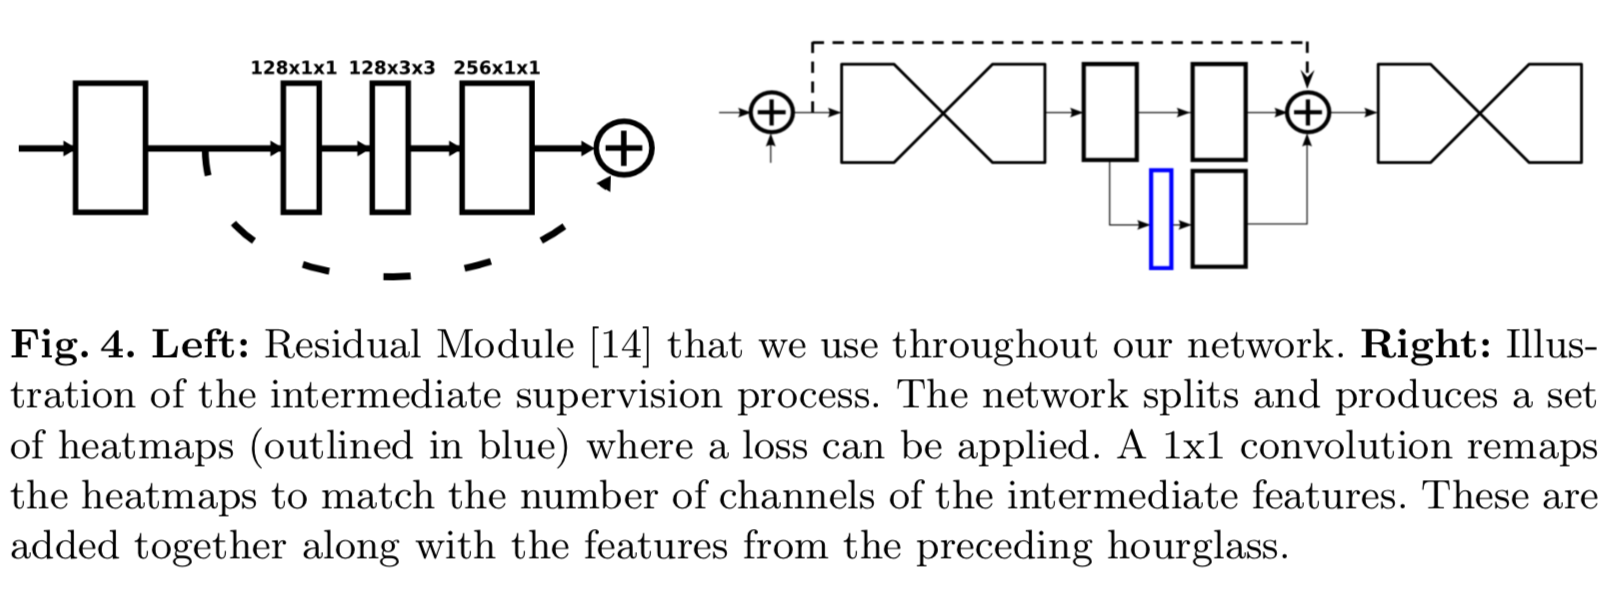 128x1x1 128x3x3 256x1x1
Fig. 4. Left: Residual Module [14] that we use throughout our network. Right: Illus-
tration of the intermediate supervision process. The network splits and produces a set
of heatmaps (outlined in blue) where a loss can be applied. A 1x1 convolution remaps
the heatmaps to match the number of channels of the intermediate features. These are
added together along with the features from the preceding hourglass.